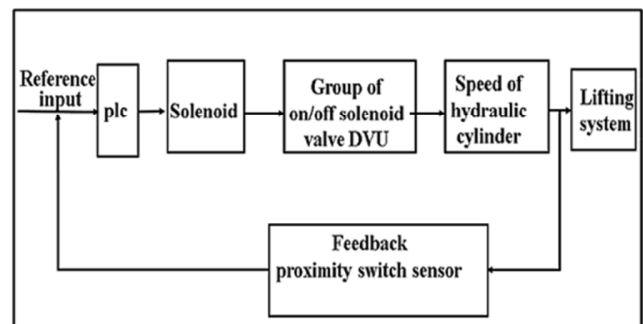 Reference
input
plc
Solenoid
Group of
on/off solenoid
valve DVU
Speed of
hydraulic
cylinder
Lifting
system
Feedback
proximity switch sensor